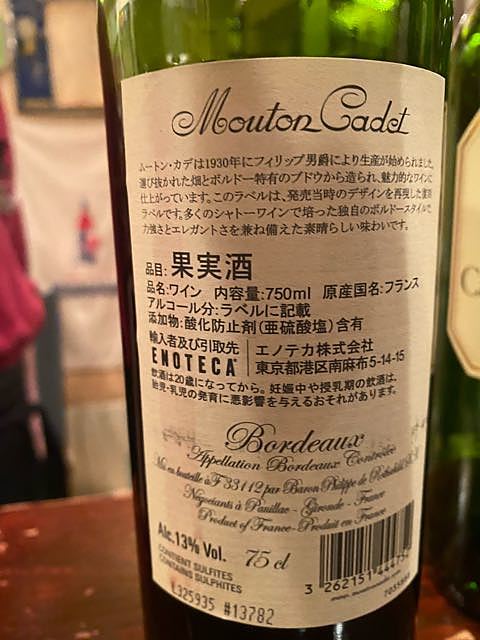 Mouton Cadet
ムートン・カデは1930年にフィリップ男爵により生産が始められました。
選び抜かれた畑とボルドー特有のブドウから造られ、魅力的なワインに
仕上がっています。このラベルは、発売当時のデザインを再現した復刻
ラベルです。多くのシャトーワインで培った独自のボルドースタイルで
力強さとエレガントさを兼ね備えた素晴らしい味わいです。
品目:果実酒
品名:ワイン 内容量:750ml 原産国名:フランス
アルコール分:ラベルに記載
添加物:酸化防止剤(亜硫酸塩)含有
輸入者及び引取先
ENOTECA
エノテカ株式会社
東京都港区南麻布5-14-15
飲酒は20歳になってから。妊娠中や授乳期の飲酒は、
胎児・乳児の発育に悪影響を与えるおそれがあります。
Bordeaux
Appellation Bordeaux Contrôlée
Mis en bouteille à F 33112 par Baron Philippe de Rothschild
Négociants à Pauillac - Gironde - France
Product of France - Produit en France
Alc.13% Vol.
75 cl
CONTIENT SULFITES
CONTAINS SULPHITES
L325935 #13782
3 262151 4447